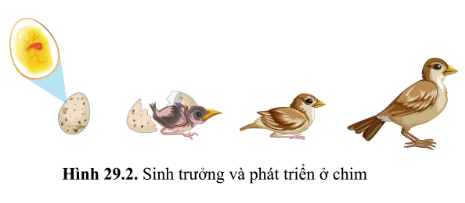 Hình 29.2. Sinh trưởng và phát triển ở chim